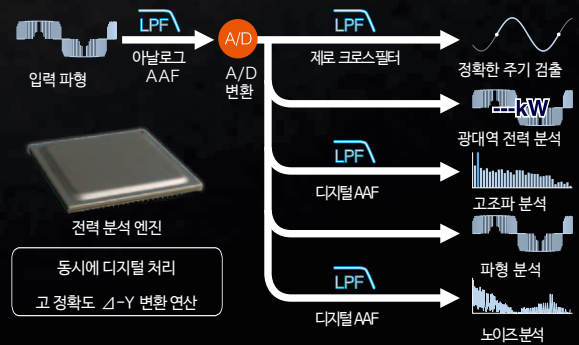 LPF
A/D
LPF
입력 파형
아날로그
AAF
A/D
변환
제로 크로스필터
정확한 주기 검출
---kW
광대역 전력 분석
LPF
디지털 AAF
고조파 분석
전력 분석 엔진
파형 분석
동시에 디지털 처리
고 정확도 ⊿-Y 변환 연산
LPF
디지털 AAF
노이즈 분석